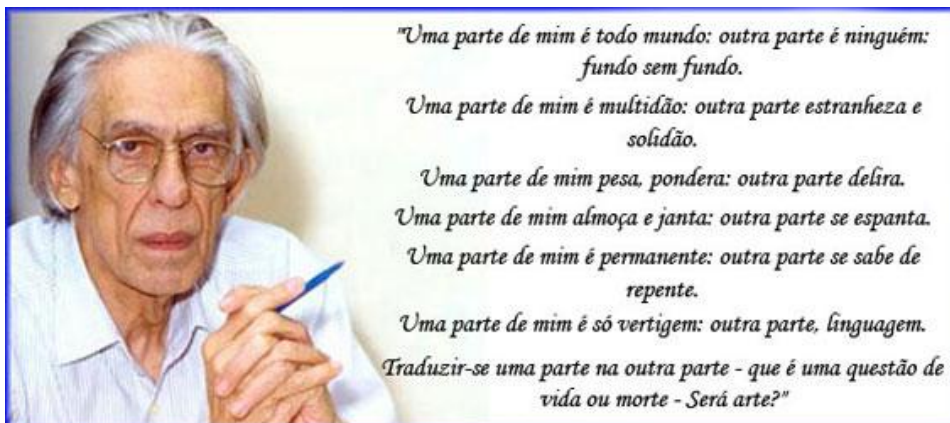 "Uma parte de mim é todo mundo: outra parte é ninguém:
fundo sem fundo.
Uma parte de mim é multidão: outra parte estranheza e
solidão.
Uma parte de mim pesa, pondera: outra parte delira.
Uma parte de mim almoça e janta: outra parte se espanta.
Uma parte de mim é permanente: outra parte se sabe de
repente.
Uma parte de mim é só vertigem: outra parte, linguagem.
Traduzir-se uma parte na outra parte - que é uma questão de
vida ou morte - Será arte?"